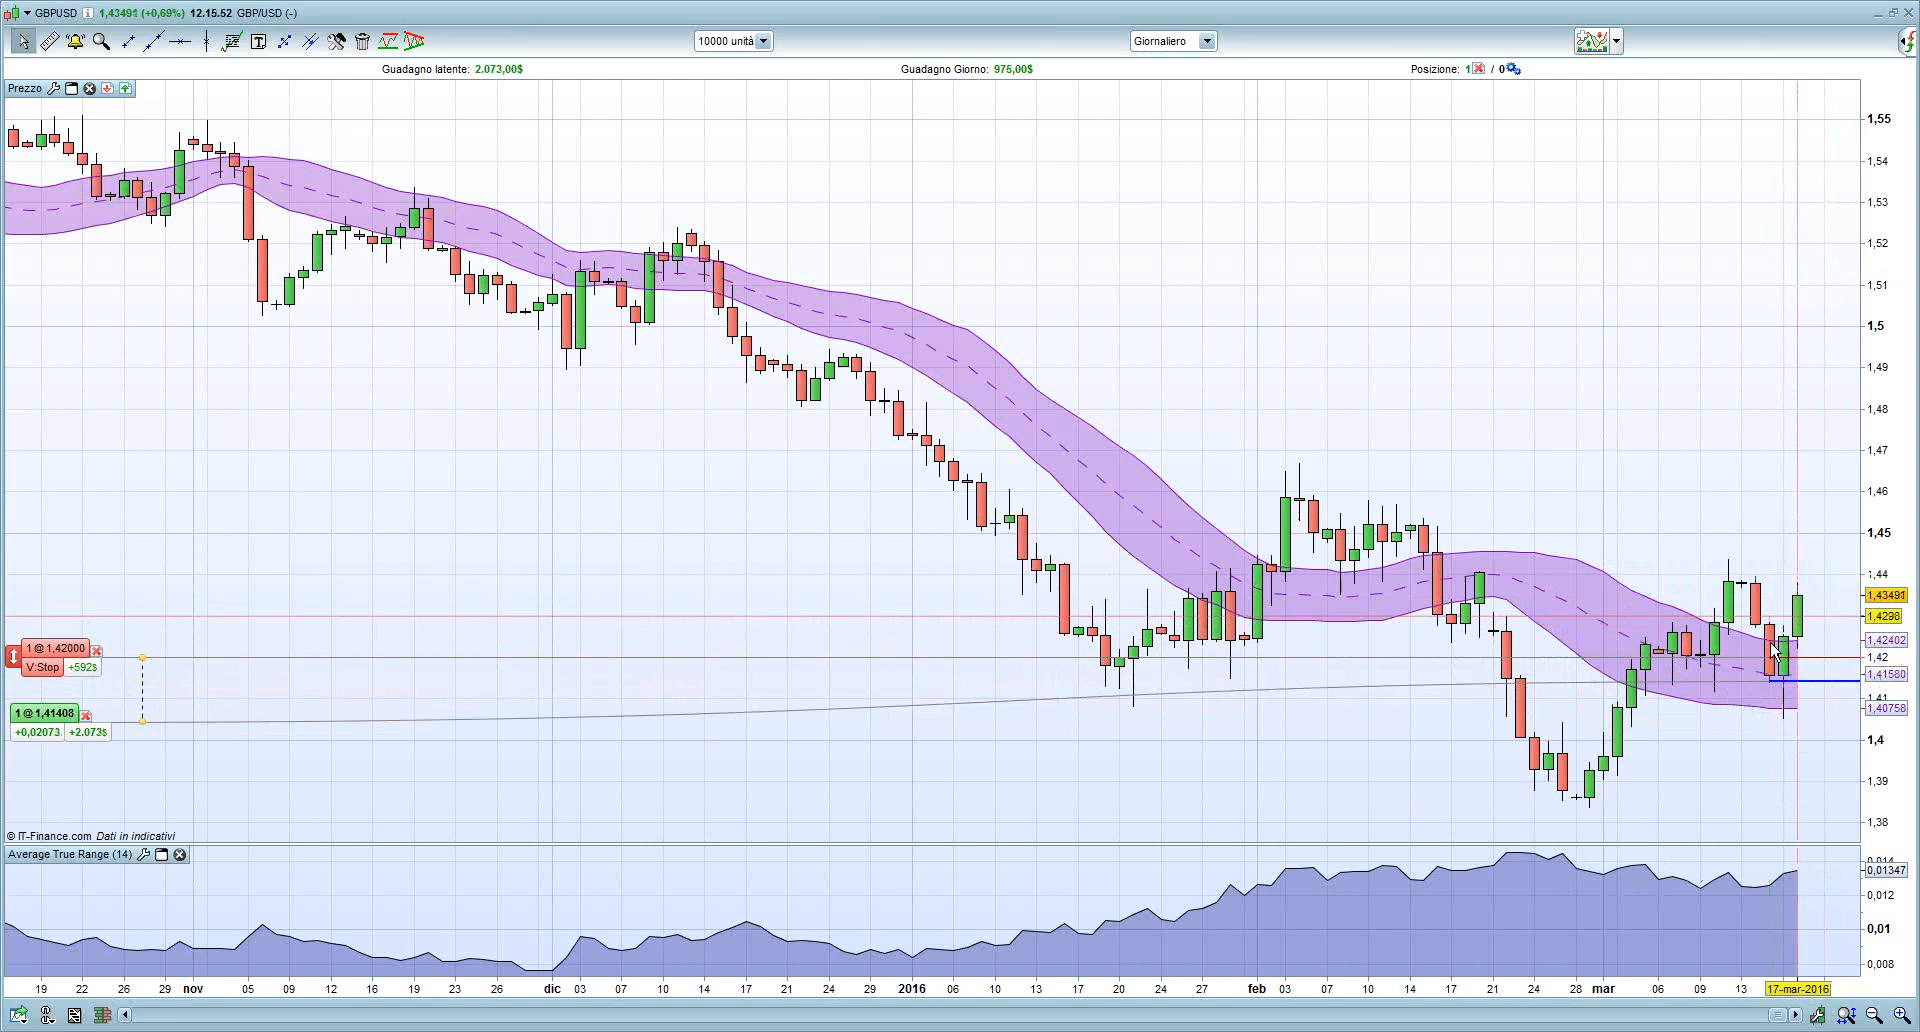 GBPUSD 1,43491 (+0,69%) 12.15.52 GBP/USD (-)
10000 unità Giornaliero
Guadagno latente: 2.073,00$ Guadagno Giorno: 975,00$ Posizione: 1 / 0
Prezzo
1,55
1,54
1,53
1,52
1,51
1,5
1,49
1,48
1,47
1,46
1,45
1,44
1,43491
1,4298
1,42402
1,42
1,41580
1,41
1,40758
1,4
1,39
1,38
1 @ 1,42000
V:Stop +592$
1 @ 1,41408
+0,02073 +2.073$
© IT-Finance.com Dati in indicativi
Average True Range (14)
0,014
0,01347
0,012
0,01
0,008
19 22 26 29 nov 05 09 12 16 19 23 26 dic 03 07 10 14 17 21 24 29 2016 06 10 13 17 20 24 27 feb 03 07 10 14 17 21 24 28 mar 06 09 13 17-mar-2016